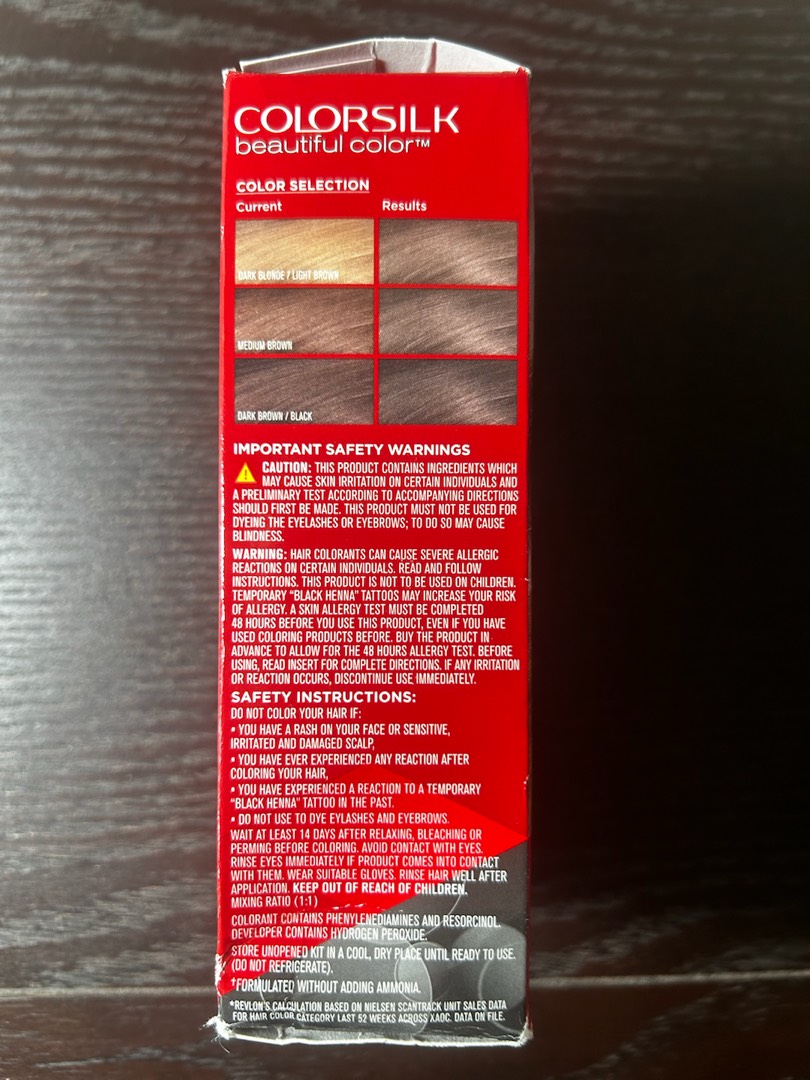 COLORSILK
beautiful color™
COLOR SELECTION
Current Results
DARK BLONDE / LIGHT BROWN
MEDIUM BROWN
DARK BROWN / BLACK
IMPORTANT SAFETY WARNINGS
CAUTION: THIS PRODUCT CONTAINS INGREDIENTS WHICH
MAY CAUSE SKIN IRRITATION ON CERTAIN INDIVIDUALS AND
A PRELIMINARY TEST ACCORDING TO ACCOMPANYING DIRECTIONS
SHOULD FIRST BE MADE. THIS PRODUCT MUST NOT BE USED FOR
DYEING THE EYELASHES OR EYEBROWS; TO DO SO MAY CAUSE
BLINDNESS.
WARNING: HAIR COLORANTS CAN CAUSE SEVERE ALLERGIC
REACTIONS ON CERTAIN INDIVIDUALS. READ AND FOLLOW
INSTRUCTIONS. THIS PRODUCT IS NOT TO BE USED ON CHILDREN.
TEMPORARY "BLACK HENNA" TATTOOS MAY INCREASE YOUR RISK
OF ALLERGY. A SKIN ALLERGY TEST MUST BE COMPLETED
48 HOURS BEFORE YOU USE THIS PRODUCT, EVEN IF YOU HAVE
USED COLORING PRODUCTS BEFORE. BUY THE PRODUCT IN
ADVANCE TO ALLOW FOR THE 48 HOURS ALLERGY TEST. BEFORE
USING, READ INSERT FOR COMPLETE DIRECTIONS. IF ANY IRRITATION
OR REACTION OCCURS, DISCONTINUE USE IMMEDIATELY.
SAFETY INSTRUCTIONS:
DO NOT COLOR YOUR HAIR IF:
• YOU HAVE A RASH ON YOUR FACE OR SENSITIVE,
IRRITATED AND DAMAGED SCALP,
• YOU HAVE EVER EXPERIENCED ANY REACTION AFTER
COLORING YOUR HAIR,
• YOU HAVE EXPERIENCED A REACTION TO A TEMPORARY
"BLACK HENNA" TATTOO IN THE PAST.
• DO NOT USE TO DYE EYLASHES AND EYEBROWS.
WAIT AT LEAST 14 DAYS AFTER RELAXING, BLEACHING OR
PERMING BEFORE COLORING. AVOID CONTACT WITH EYES.
RINSE EYES IMMEDIATELY IF PRODUCT COMES INTO CONTACT
WITH THEM. WEAR SUITABLE GLOVES. RINSE HAIR WELL AFTER
APPLICATION. KEEP OUT OF REACH OF CHILDREN.
MIXING RATIO (1:1)
COLORANT CONTAINS PHENYLENEDIAMINES AND RESORCINOL.
DEVELOPER CONTAINS HYDROGEN PEROXIDE.
STORE UNOPENED KIT IN A COOL, DRY PLACE UNTIL READY TO USE.
(DO NOT REFRIGERATE).
†FORMULATED WITHOUT ADDING AMMONIA.
*REVLON'S CALCULATION BASED ON NIELSEN SCANTRACK UNIT SALES DATA
FOR HAIR COLOR CATEGORY LAST 52 WEEKS ACROSS XAOC. DATA ON FILE.